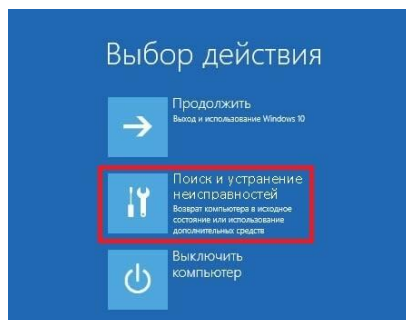 Выбор действия
Продолжить
Выход и использование Windows 10
Поиск и устранение
неисправностей
Возврат компьютера в исходное
состояние или использование
дополнительных средств
Выключить
компьютер